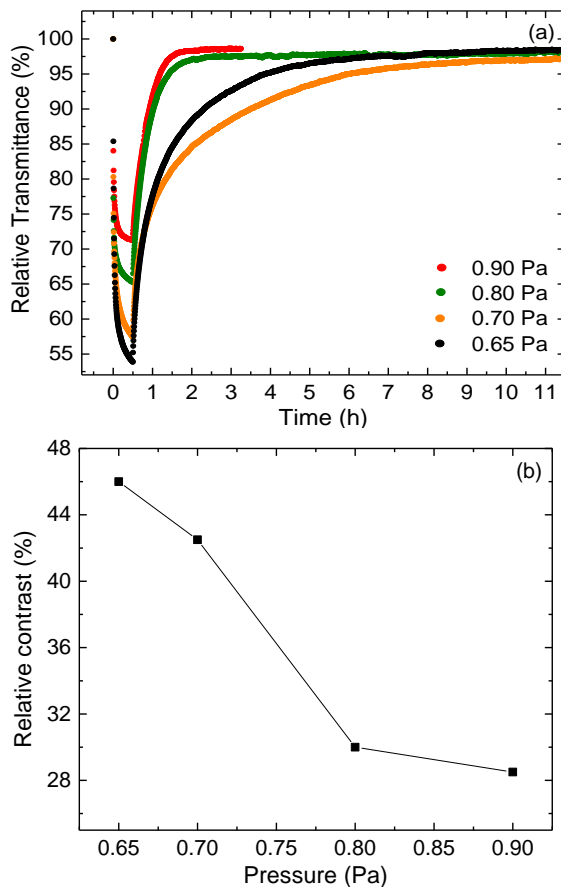 (a)
Relative Transmittance (%)
100
95
90
85
80
75
70
65
60
55
0.90 Pa
0.80 Pa
0.70 Pa
0.65 Pa
0 1 2 3 4 5 6 7 8 9 10 11
Time (h)
(b)
Relative contrast (%)
48
44
40
36
32
28
0.65 0.70 0.75 0.80 0.85 0.90
Pressure (Pa)